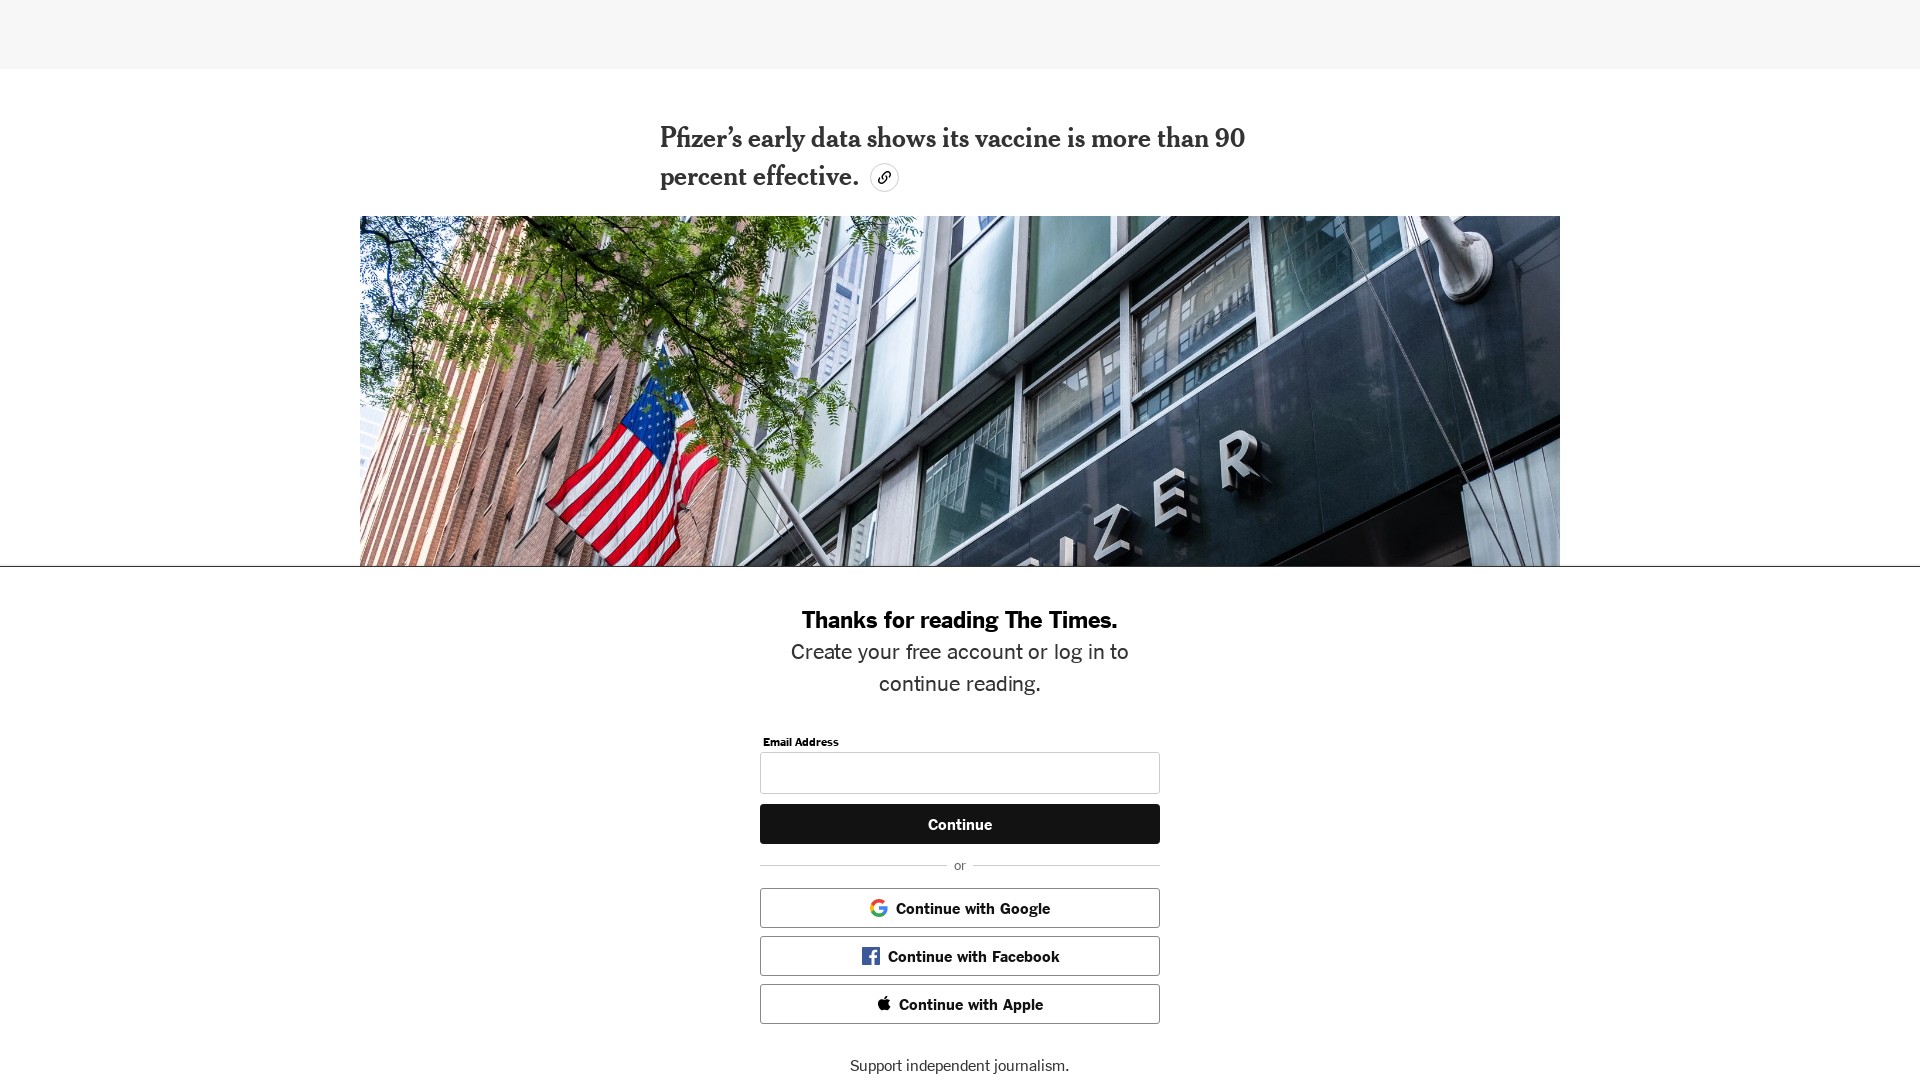 Pfizer’s early data shows its vaccine is more than 90
percent effective.
IZER
Thanks for reading The Times.
Create your free account or log in to
continue reading.
Email Address
Continue
or
Continue with Google
Continue with Facebook
Continue with Apple
Support independent journalism.